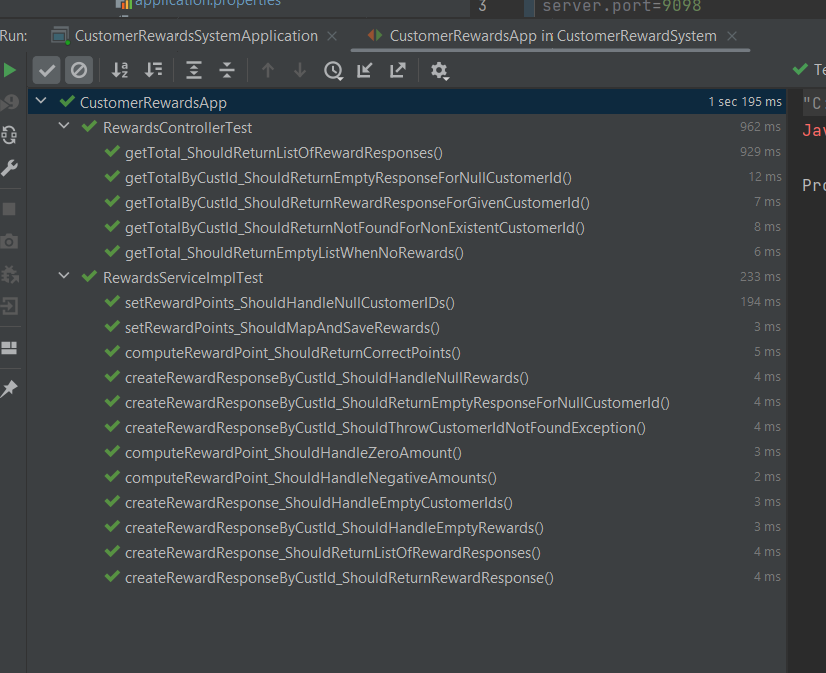 application.properties
3 server.port=9098
Run: CustomerRewardsSystemApplication CustomerRewardsApp in CustomerRewardSystem
Te
CustomerRewardsApp 1 sec 195 ms "C
RewardsControllerTest 962 ms Jav
getTotal_ShouldReturnListOfRewardResponses() 929 ms
getTotalByCustId_ShouldReturnEmptyResponseForNullCustomerId() 12 ms Pro
getTotalByCustId_ShouldReturnRewardResponseForGivenCustomerId() 7 ms
getTotalByCustId_ShouldReturnNotFoundForNonExistentCustomerId() 8 ms
getTotal_ShouldReturnEmptyListWhenNoRewards() 6 ms
RewardsServiceImplTest 233 ms
setRewardPoints_ShouldHandleNullCustomerIDs() 194 ms
setRewardPoints_ShouldMapAndSaveRewards() 3 ms
computeRewardPoint_ShouldReturnCorrectPoints() 5 ms
createRewardResponseByCustId_ShouldHandleNullRewards() 4 ms
createRewardResponseByCustId_ShouldReturnEmptyResponseForNullCustomerId() 4 ms
createRewardResponseByCustId_ShouldThrowCustomerIdNotFoundException() 4 ms
computeRewardPoint_ShouldHandleZeroAmount() 3 ms
computeRewardPoint_ShouldHandleNegativeAmounts() 2 ms
createRewardResponse_ShouldHandleEmptyCustomerIds() 3 ms
createRewardResponseByCustId_ShouldHandleEmptyRewards() 3 ms
createRewardResponse_ShouldReturnListOfRewardResponses() 4 ms
createRewardResponseByCustId_ShouldReturnRewardResponse() 4 ms